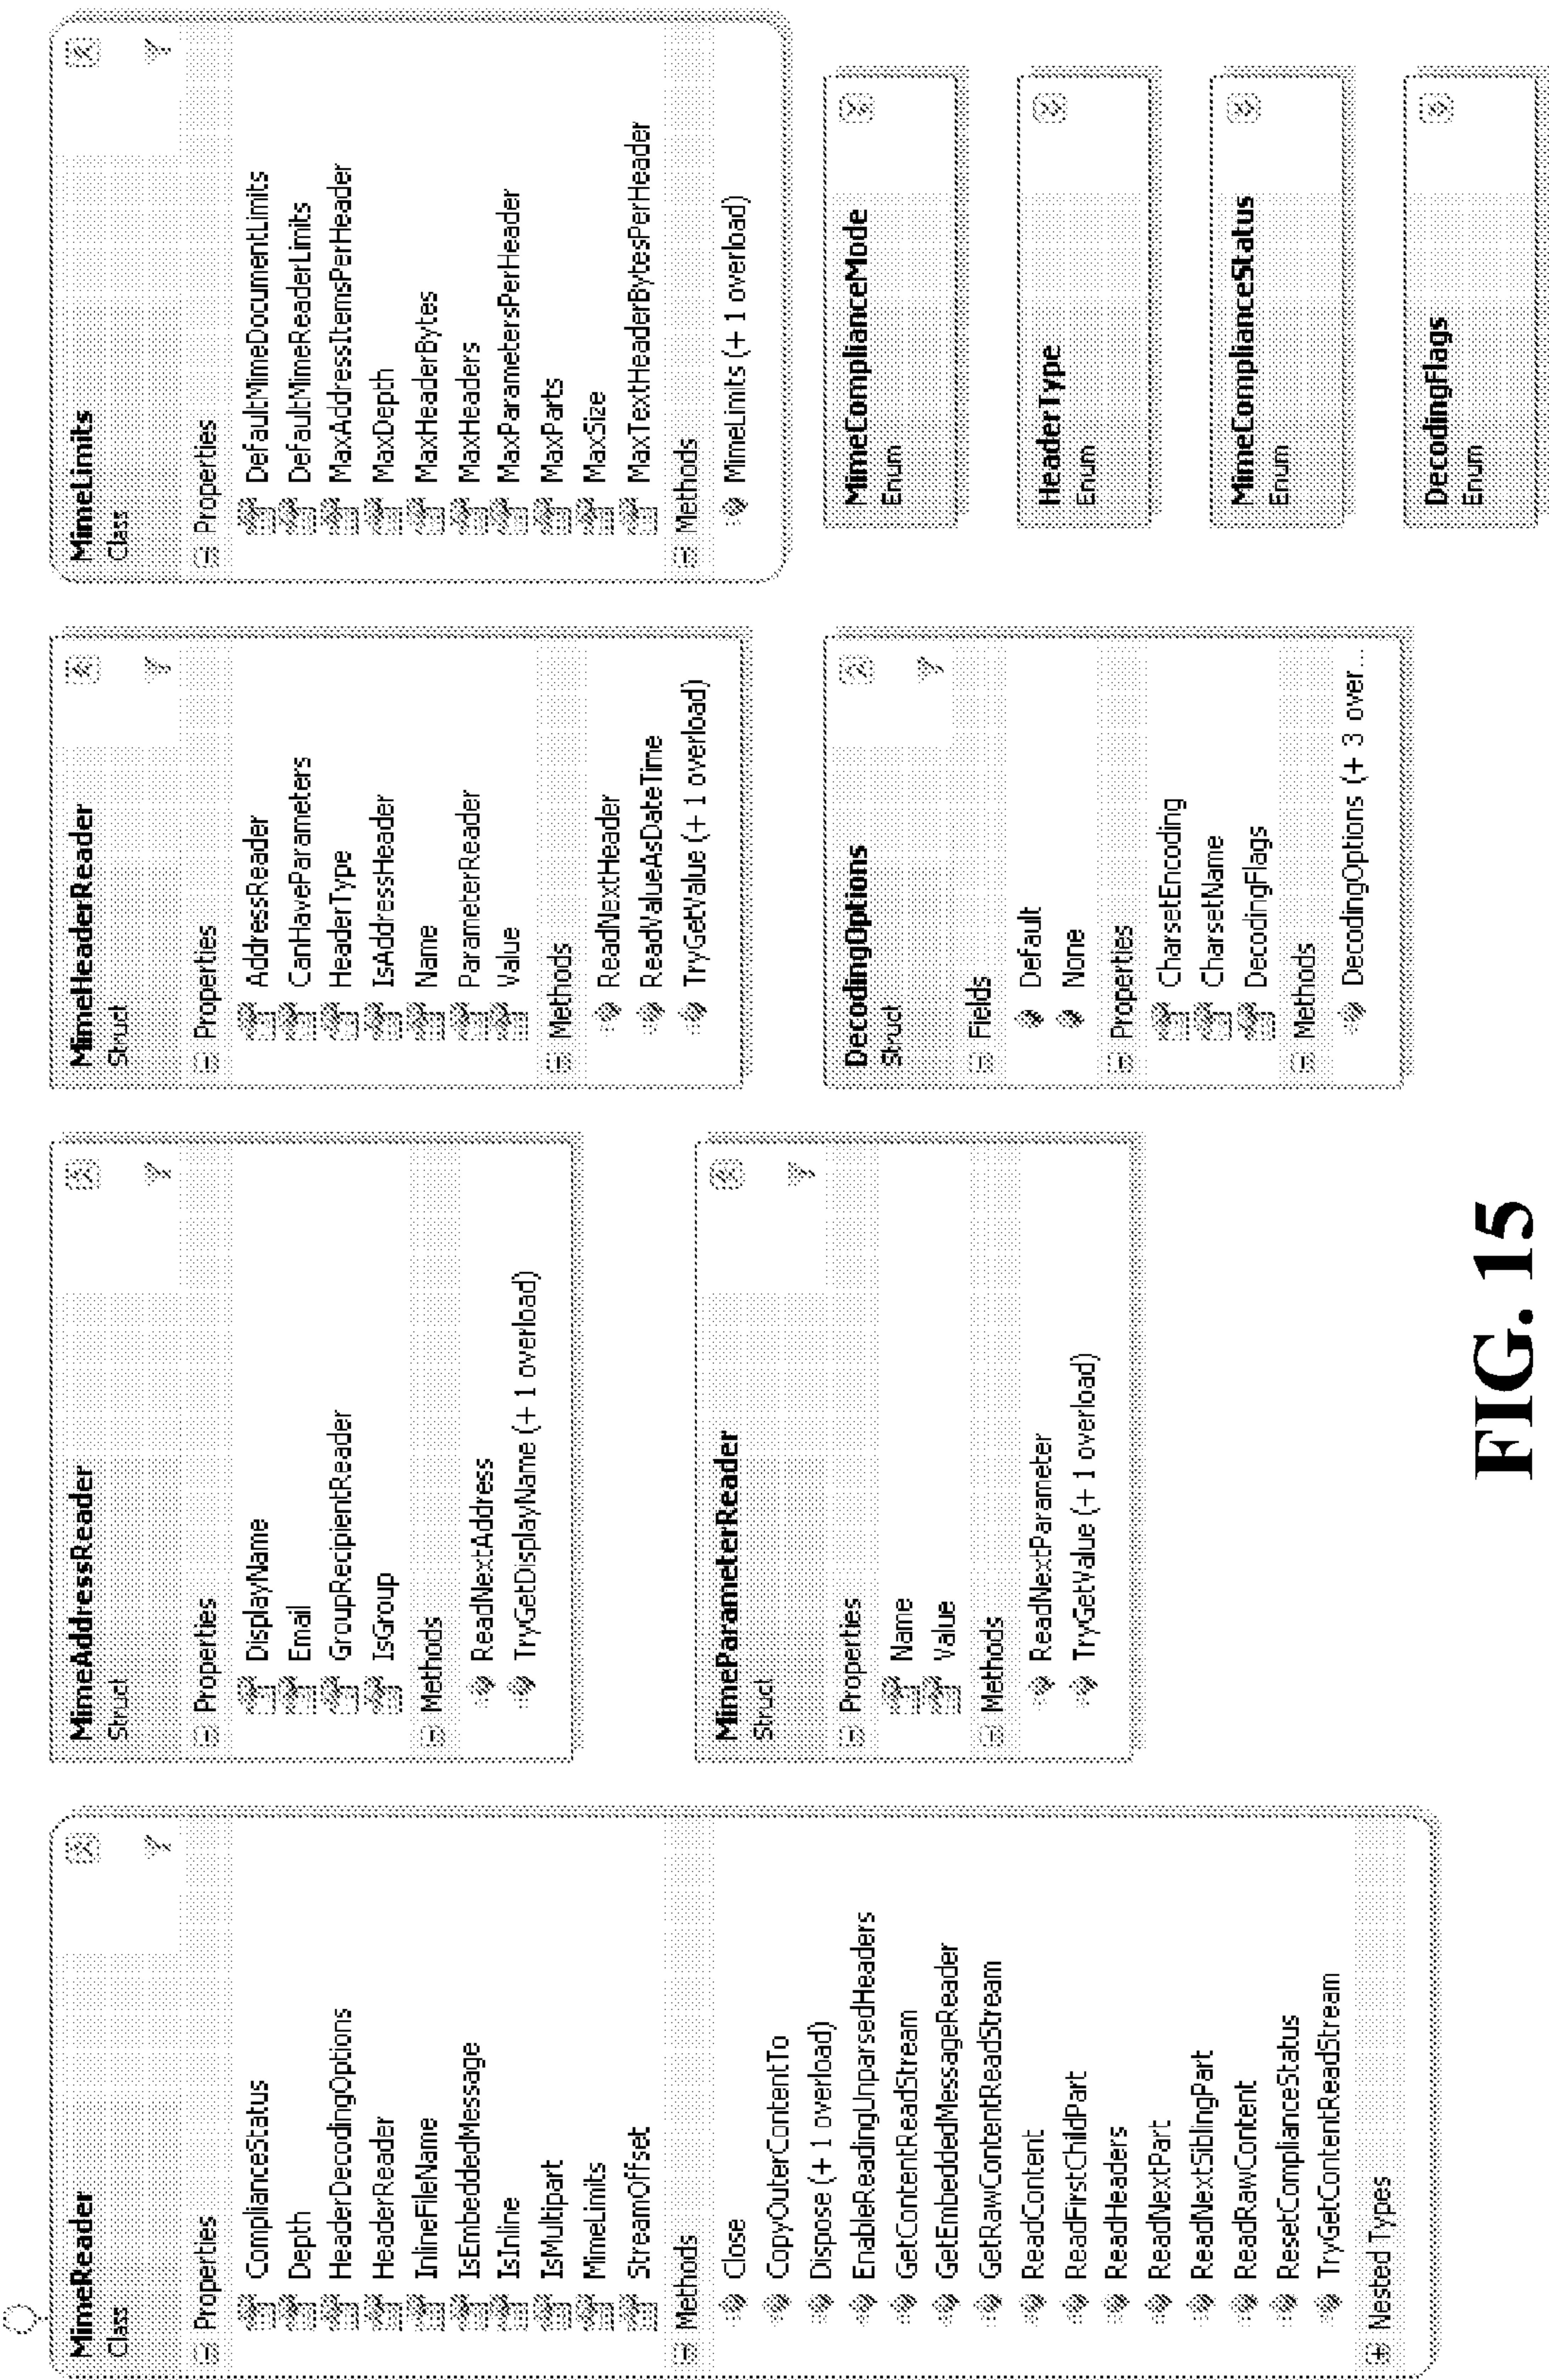 MimeReader
Class
Properties
ComplianceStatus
Depth
HeaderDecodingOptions
HeaderReader
InlineFileName
IsEmbeddedMessage
IsInline
IsMultipart
MimeLimits
StreamOffset
Methods
Close
CopyOuterContentTo
Dispose (+ 1 overload)
EnableReadingUnparsedHeaders
GetContentReadStream
GetEmbeddedMessageReader
GetRawContentReadStream
ReadContent
ReadFirstChildPart
ReadHeaders
ReadNextPart
ReadNextSiblingPart
ReadRawContent
ResetComplianceStatus
TryGetContentReadStream
Nested Types
MimeAddressReader
Struct
Properties
DisplayName
Email
GroupRecipientReader
IsGroup
Methods
ReadNextAddress
TryGetDisplayName (+ 1 overload)
MimeParameterReader
Struct
Properties
Name
Value
Methods
ReadNextParameter
TryGetValue (+ 1 overload)
MimeHeaderReader
Struct
Properties
AddressReader
CanHaveParameters
HeaderType
IsAddressHeader
Name
ParameterReader
Value
Methods
ReadNextHeader
ReadValueAsDateTime
TryGetValue (+ 1 overload)
DecodingOptions
Struct
Fields
Default
None
Properties
CharsetEncoding
CharsetName
DecodingFlags
Methods
DecodingOptions (+ 3 over...
MimeLimits
Class
Properties
DefaultMimeDocumentLimits
DefaultMimeReaderLimits
MaxAddressItemsPerHeader
MaxDepth
MaxHeaderBytes
MaxHeaders
MaxParametersPerHeader
MaxParts
MaxSize
MaxTextHeaderBytesPerHeader
Methods
MimeLimits (+ 1 overload)
MimeComplianceMode
Enum
HeaderType
Enum
MimeComplianceStatus
Enum
DecodingFlags
Enum
FIG. 15